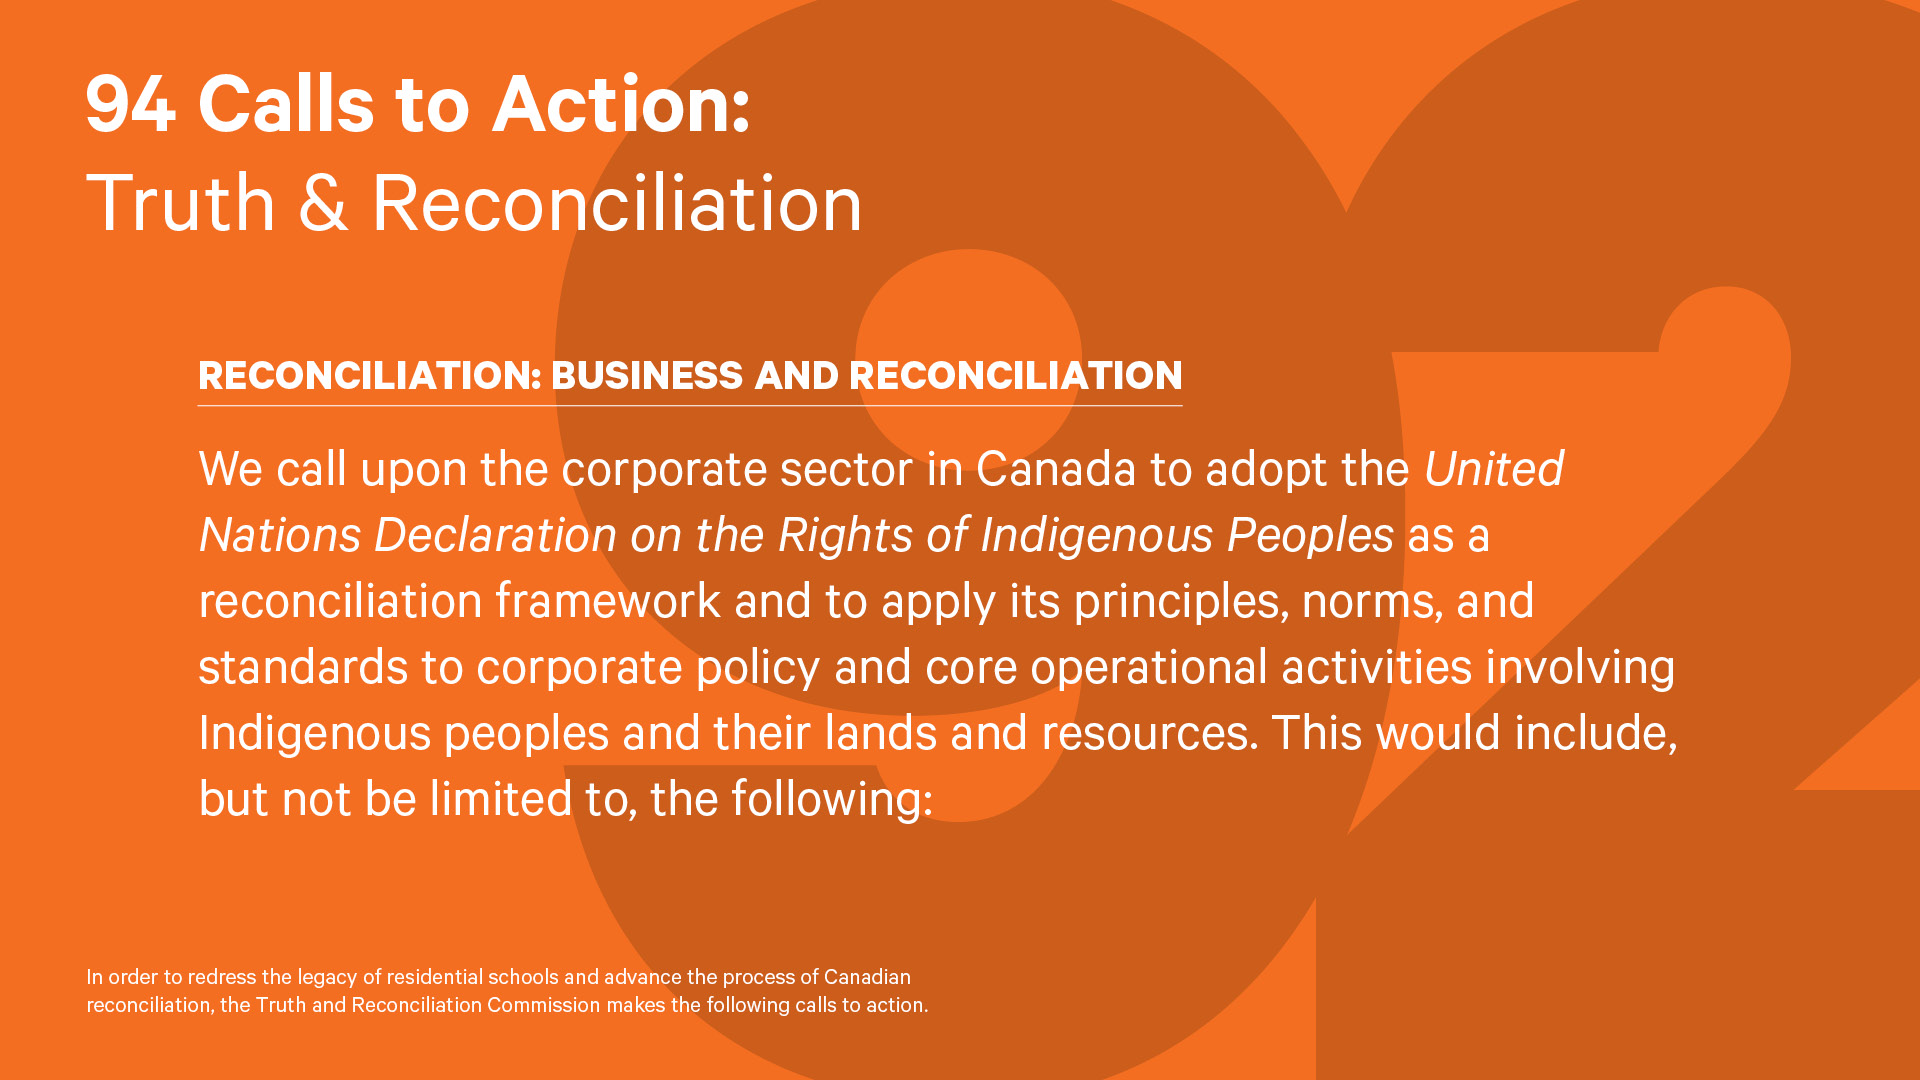 94 Calls to Action:
Truth & Reconciliation
RECONCILIATION: BUSINESS AND RECONCILIATION
We call upon the corporate sector in Canada to adopt the United
Nations Declaration on the Rights of Indigenous Peoples as a
reconciliation framework and to apply its principles, norms, and
standards to corporate policy and core operational activities involving
Indigenous peoples and their lands and resources. This would include,
but not be limited to, the following:
In order to redress the legacy of residential schools and advance the process of Canadian
reconciliation, the Truth and Reconciliation Commission makes the following calls to action.
92